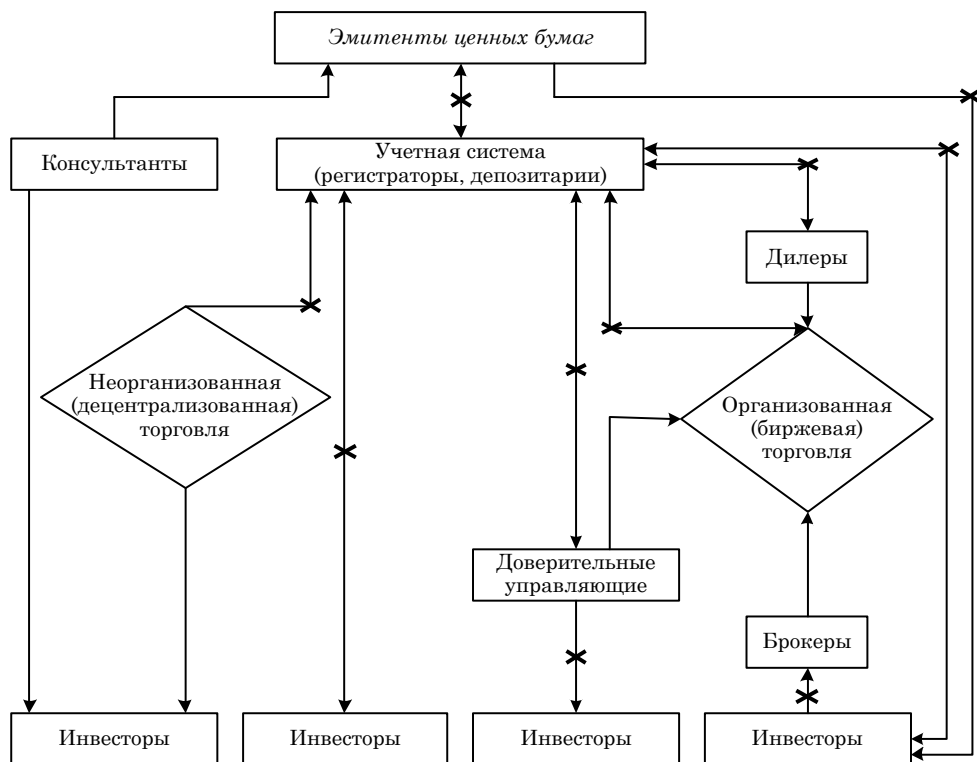 Эмитенты ценных бумаг
Консультанты
Учетная система
(регистраторы, депозитарии)
Дилеры
Неорганизованная
(децентрализованная)
торговля
Организованная
(биржевая)
торговля
Доверительные
управляющие
Брокеры
Инвесторы
Инвесторы
Инвесторы
Инвесторы